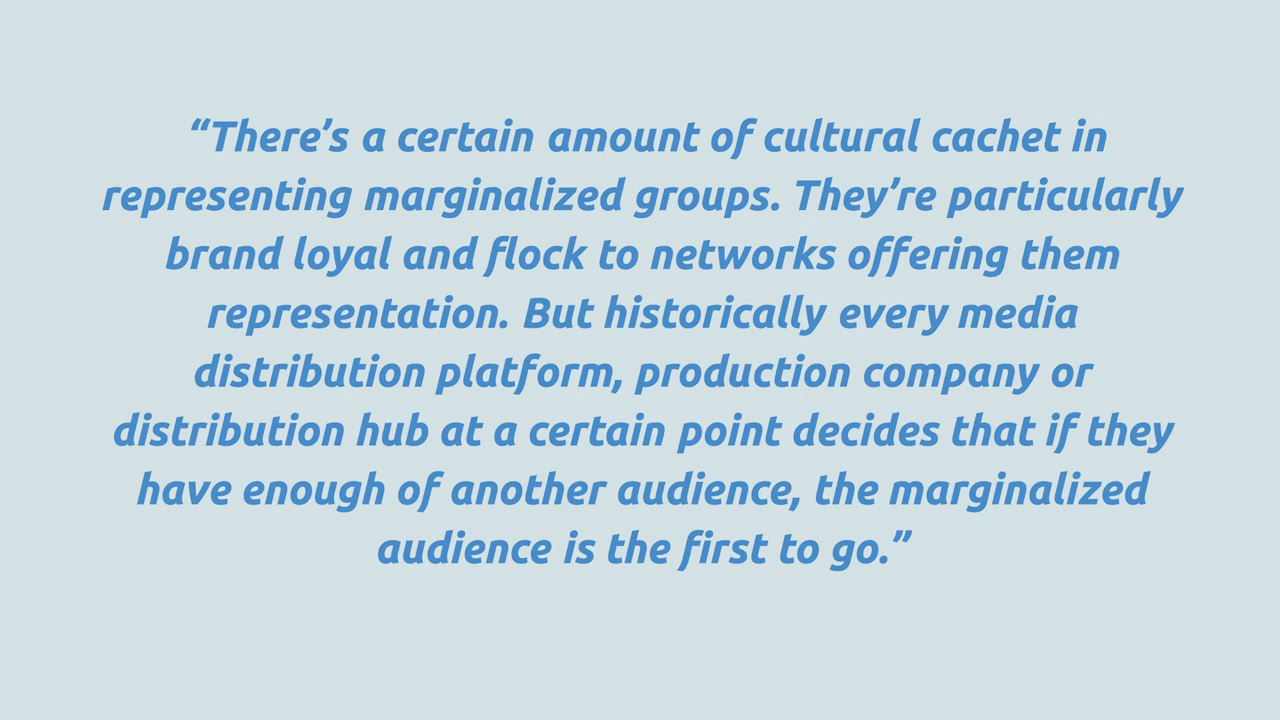 “There’s a certain amount of cultural cachet in
representing marginalized groups. They’re particularly
brand loyal and flock to networks offering them
representation. But historically every media
distribution platform, production company or
distribution hub at a certain point decides that if they
have enough of another audience, the marginalized
audience is the first to go.”